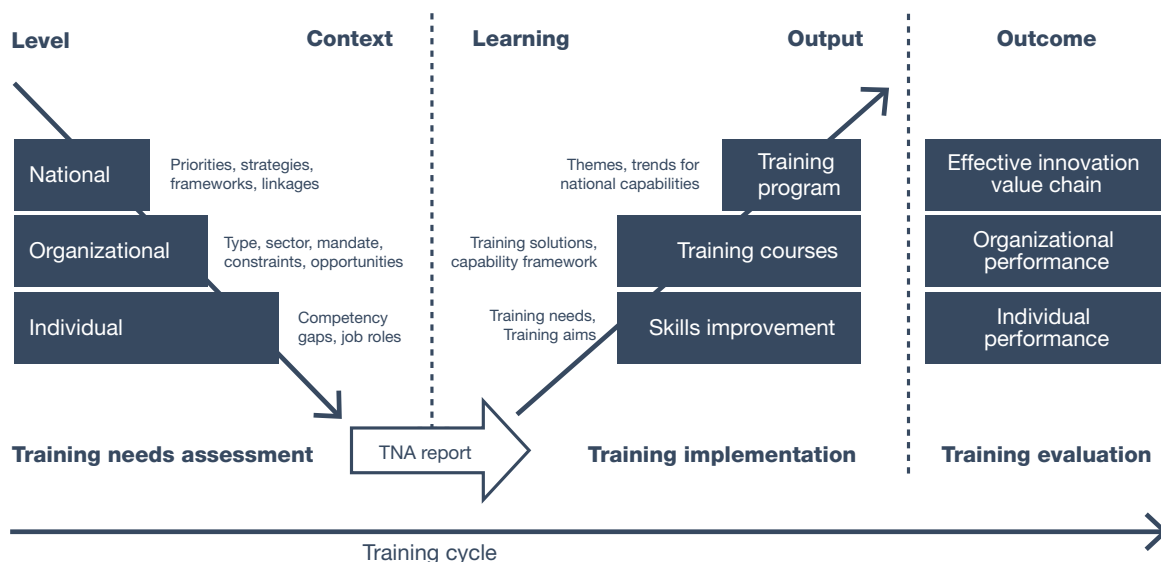 Level
Context
Learning
Output
Outcome
National
Priorities, strategies,
frameworks, linkages
Themes, trends for
national capabilities
Training
program
Effective innovation
value chain
Organizational
Type, sector, mandate,
constraints, opportunities
Training solutions,
capability framework
Training courses
Organizational
performance
Individual
Competency
gaps, job roles
Training needs,
Training aims
Skills improvement
Individual
performance
Training needs assessment
TNA report
Training implementation
Training evaluation
Training cycle